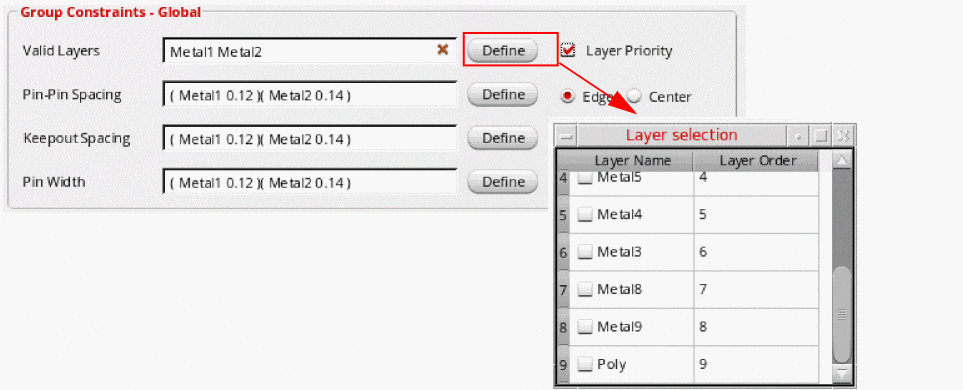 Group Constraints - Global
Valid Layers Metal1 Metal2 Define Layer Priority
Pin-Pin Spacing ( Metal1 0.12 )( Metal2 0.14 ) Define Edge Center
Keepout Spacing ( Metal1 0.12 )( Metal2 0.14 ) Define
Pin Width ( Metal1 0.12 )( Metal2 0.14 ) Define
Layer selection
Layer Name Layer Order
4 Metal5 4
5 Metal4 5
6 Metal3 6
7 Metal8 7
8 Metal9 8
9 Poly 9